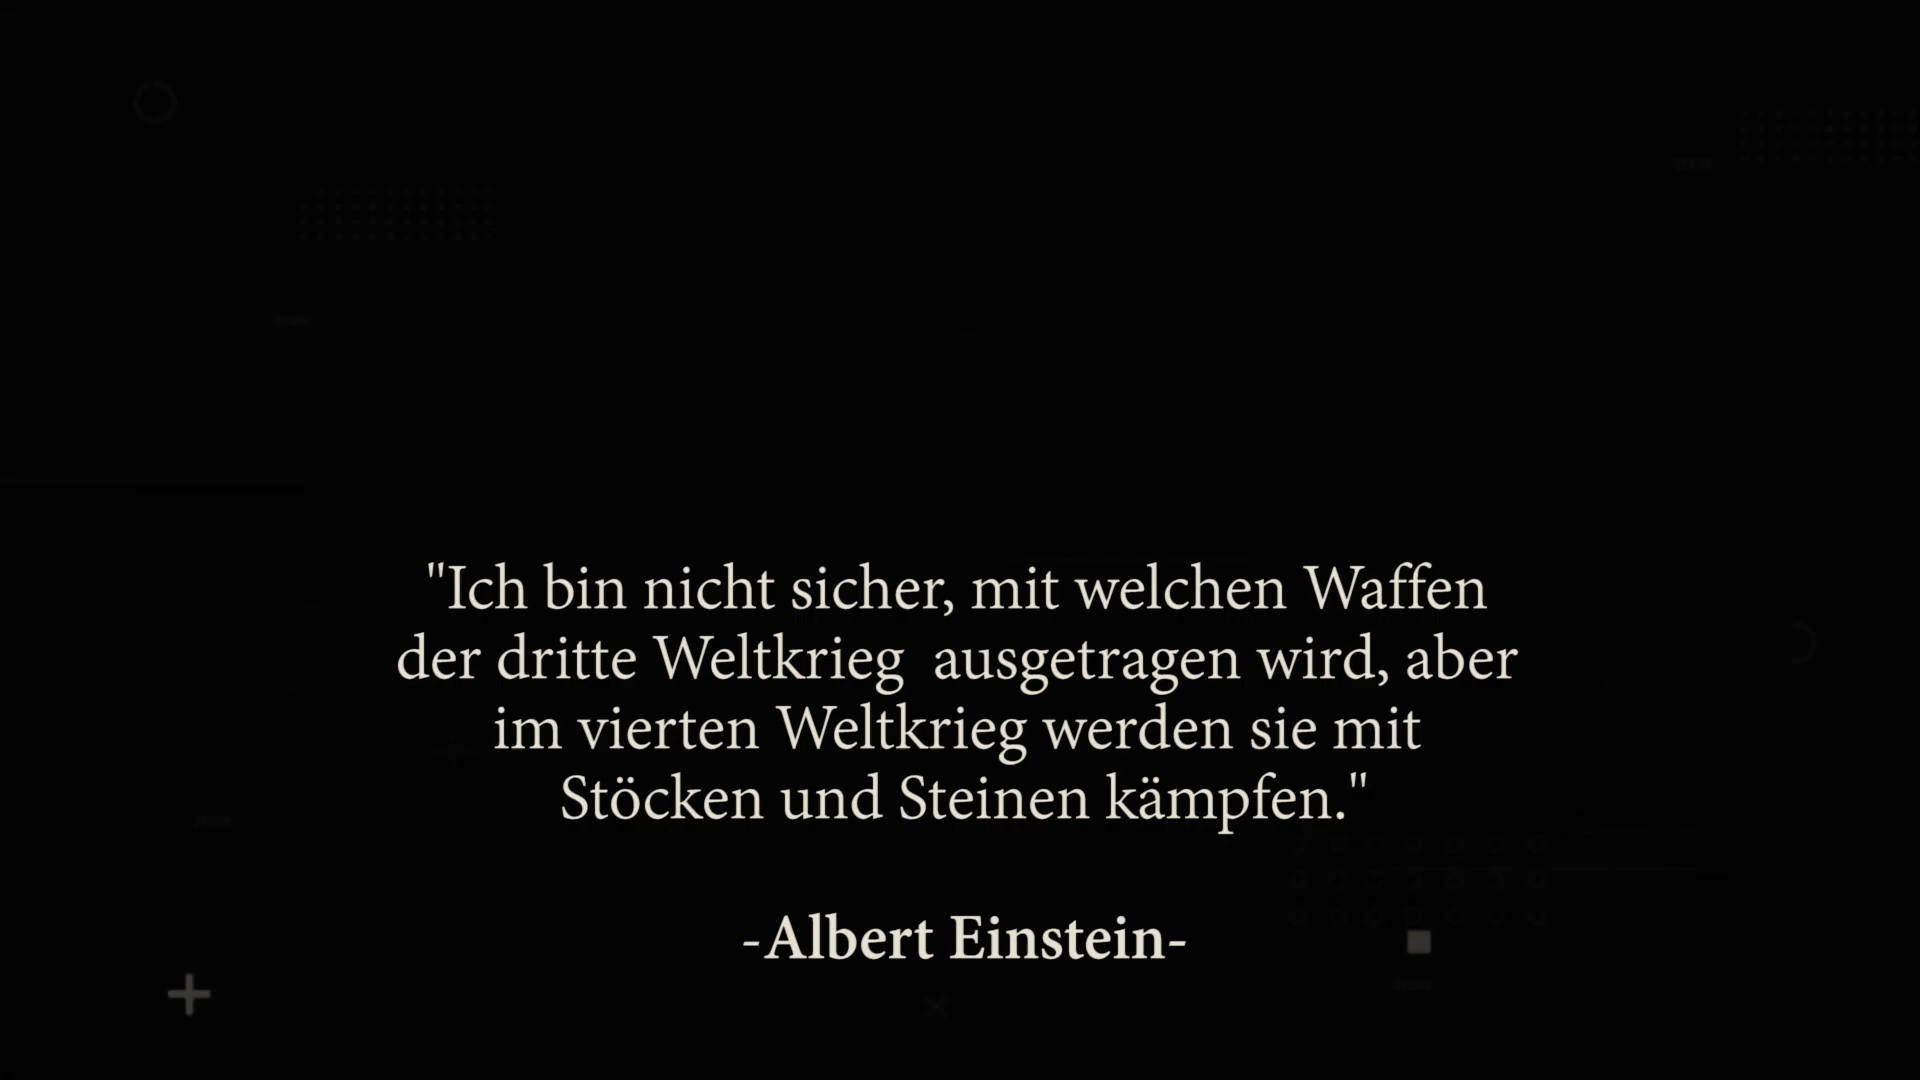 "Ich bin nicht sicher, mit welchen Waffen
der dritte Weltkrieg  ausgetragen wird, aber
im vierten Weltkrieg werden sie mit
Stöcken und Steinen kämpfen."
-Albert Einstein-